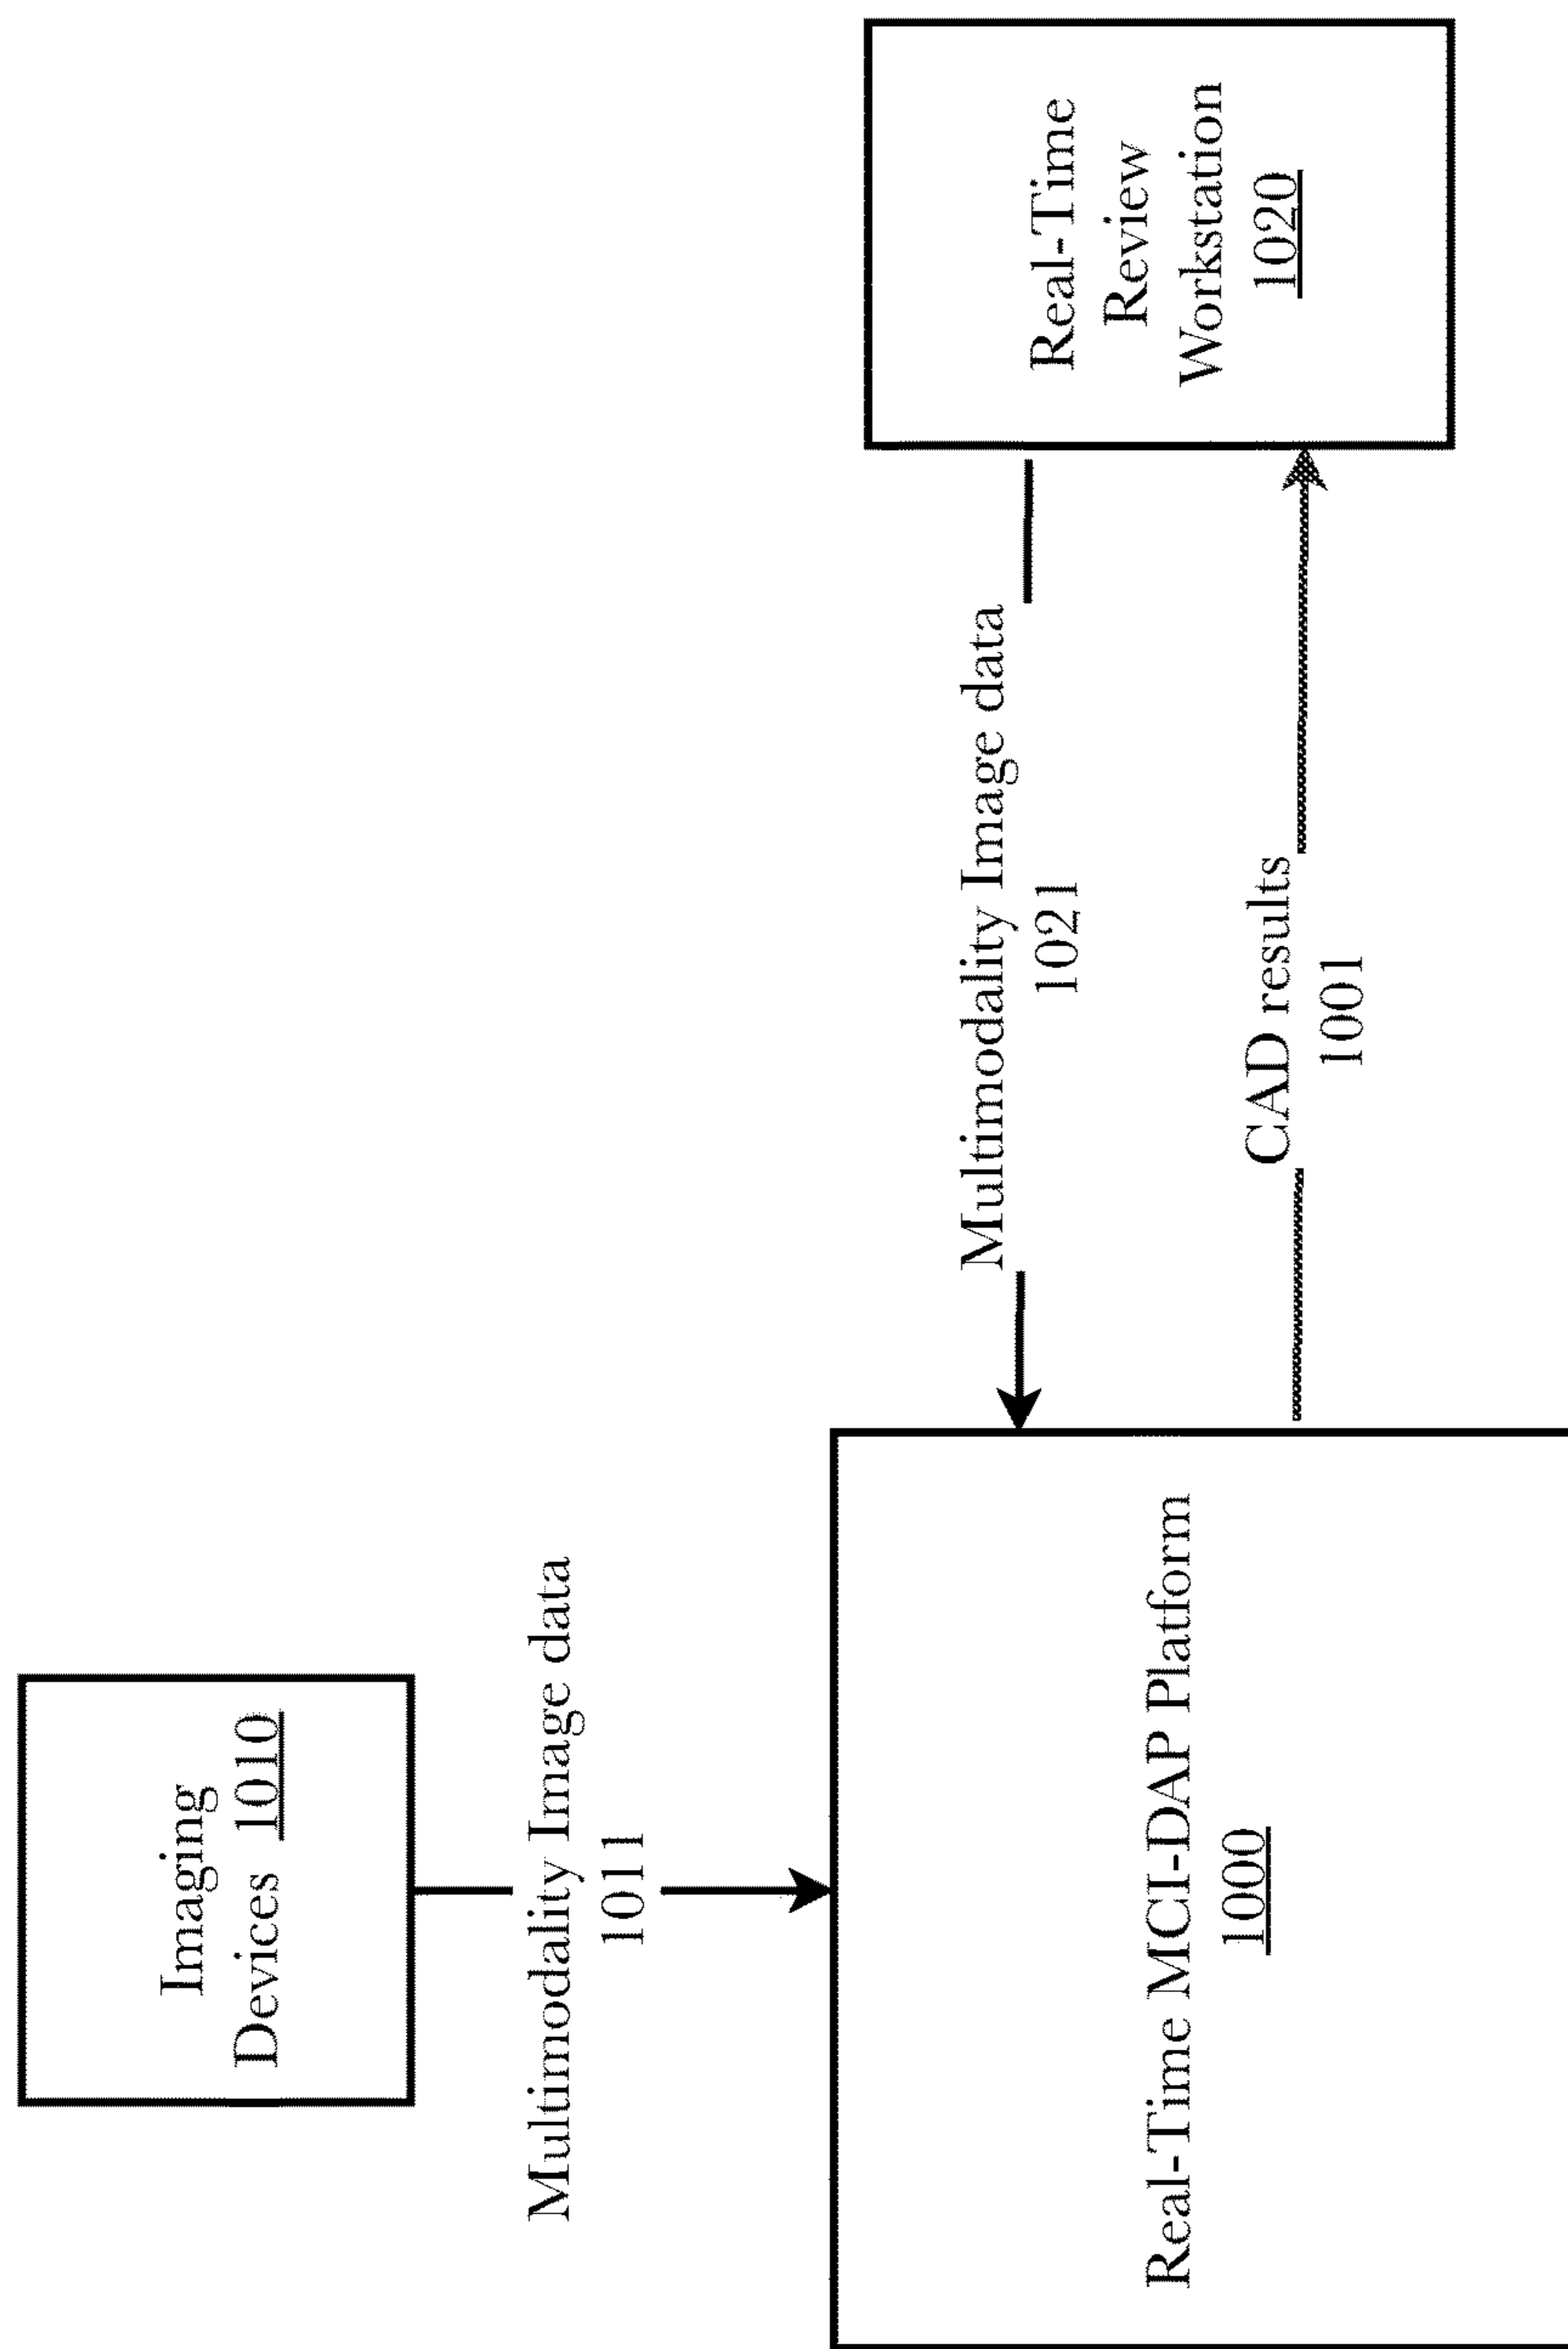 Imaging
Devices 1010
Multimodality Image data
1011
Real-Time MCI-DAP Platform
1000
Multimodality Image data
1021
CAD results
1001
Real-Time
Review
Workstation
1020